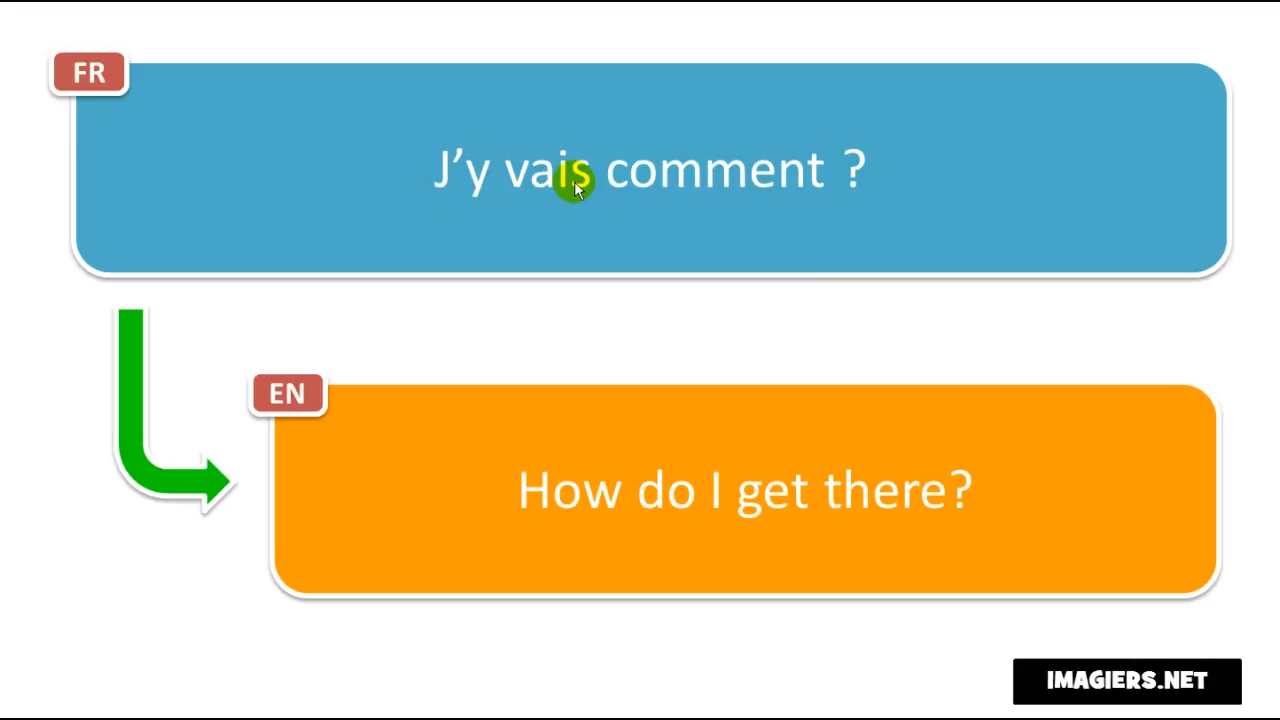 FR
J’y vais comment ?
EN
How do I get there?
IMAGIERS.NET